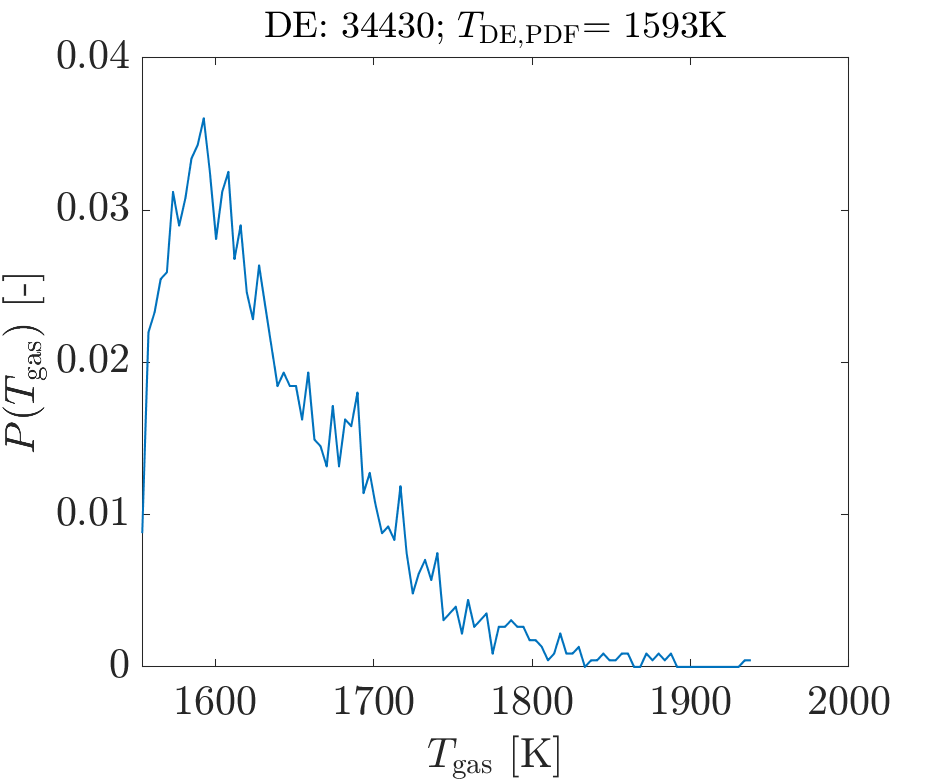 DE: 34430; T_DE,PDF= 1593K
0.04
0.03
0.02
0.01
0
P(T_gas) [-]
1600 1700 1800 1900 2000
T_gas [K]